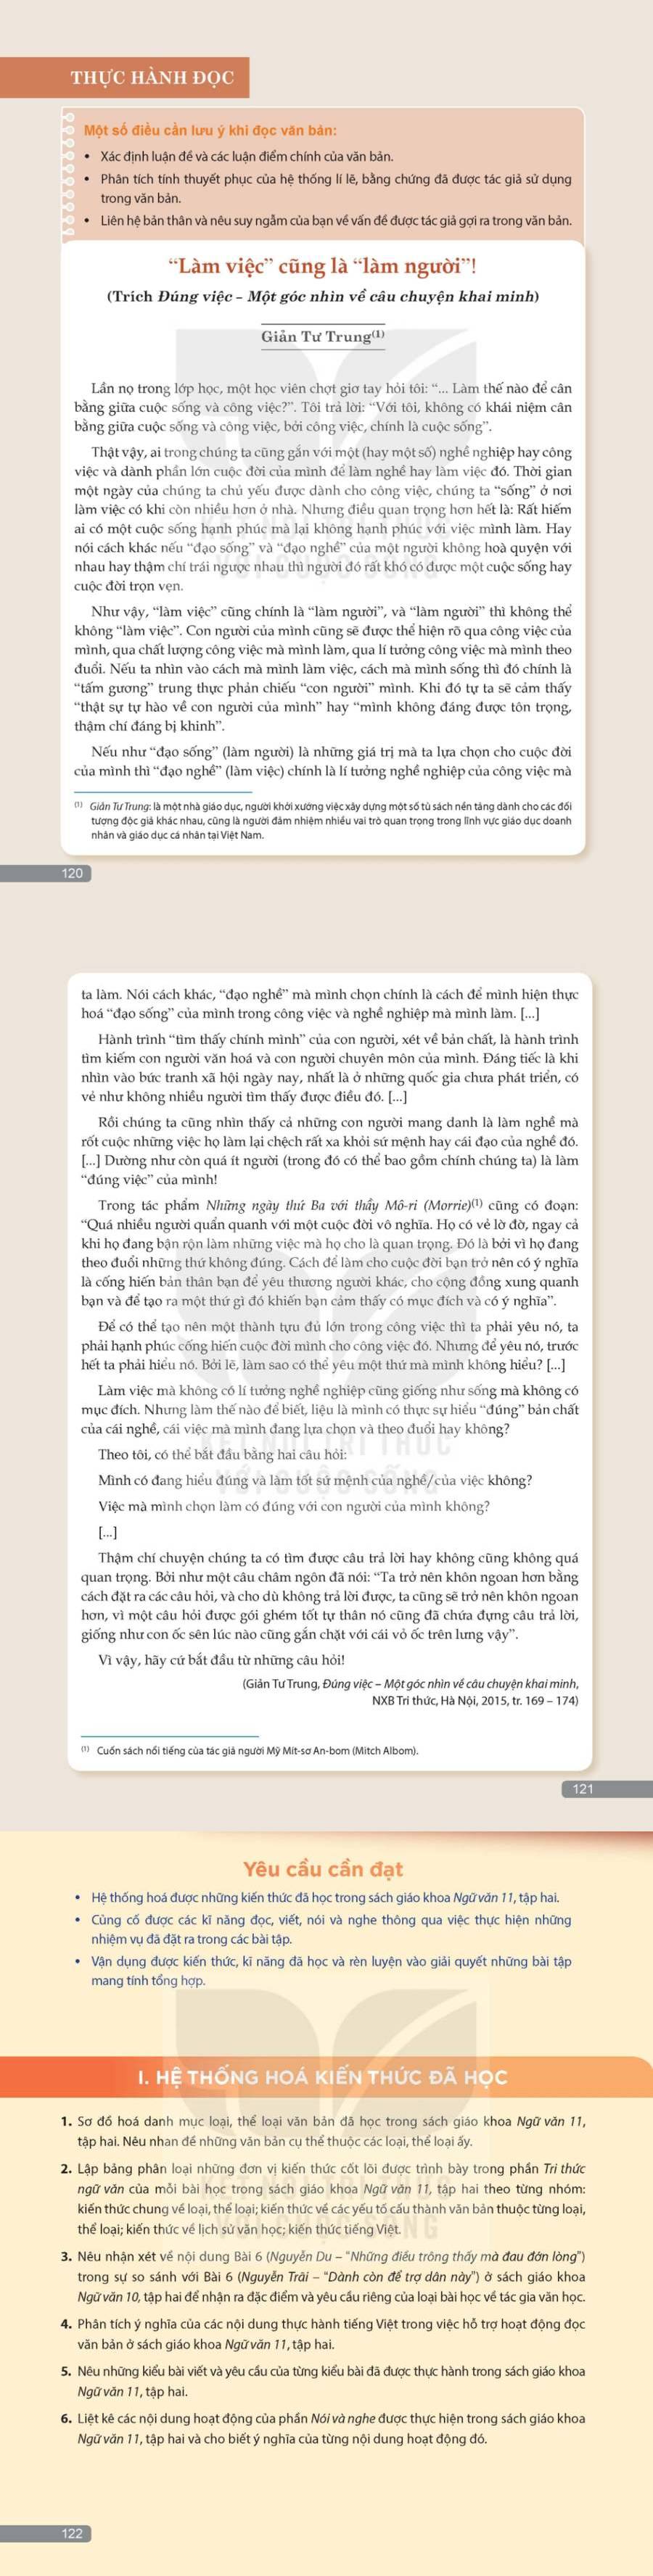 THỰC HÀNH ĐỌC
Một số điều cần lưu ý khi đọc văn bản:
• Xác định luận đề và các luận điểm chính của văn bản.
• Phân tích tính thuyết phục của hệ thống lí lẽ, bằng chứng đã được tác giả sử dụng
trong văn bản.
• Liên hệ bản thân và nêu suy ngẫm của bạn về vấn đề được tác giả gợi ra trong văn bản.
“Làm việc” cũng là “làm người”!
(Trích Đúng việc – Một góc nhìn về câu chuyện khai minh)
Giản Tư Trung(1)
Lần nọ trong lớp học, một học viên chợt giơ tay hỏi tôi: “... Làm thế nào để cân
bằng giữa cuộc sống và công việc?”. Tôi trả lời: “Với tôi, không có khái niệm cân
bằng giữa cuộc sống và công việc, bởi công việc, chính là cuộc sống”.
Thật vậy, ai trong chúng ta cũng gắn với một (hay một số) nghề nghiệp hay công
việc và dành phần lớn cuộc đời của mình để làm nghề hay làm việc đó. Thời gian
một ngày của chúng ta chủ yếu được dành cho công việc, chúng ta “sống” ở nơi
làm việc có khi còn nhiều hơn ở nhà. Nhưng điều quan trọng hơn hết là: Rất hiếm
ai có một cuộc sống hạnh phúc mà lại không hạnh phúc với việc mình làm. Hay
nói cách khác nếu “đạo sống” và “đạo nghề” của một người không hoà quyện với
nhau hay thậm chí trái ngược nhau thì người đó rất khó có được một cuộc sống hay
cuộc đời trọn vẹn.
Như vậy, “làm việc” cũng chính là “làm người”, và “làm người” thì không thể
không “làm việc”. Con người của mình cũng sẽ được thể hiện rõ qua công việc của
mình, qua chất lượng công việc mà mình làm, qua lí tưởng công việc mà mình theo
đuổi. Nếu ta nhìn vào cách mà mình làm việc, cách mà mình sống thì đó chính là
“tấm gương” trung thực phản chiếu “con người” mình. Khi đó tự ta sẽ cảm thấy
“thật sự tự hào về con người của mình” hay “mình không đáng được tôn trọng,
thậm chí đáng bị khinh”.
Nếu như “đạo sống” (làm người) là những giá trị mà ta lựa chọn cho cuộc đời
của mình thì “đạo nghề” (làm việc) chính là lí tưởng nghề nghiệp của công việc mà
(1) Giản Tư Trung: là một nhà giáo dục, người khởi xướng việc xây dựng một số tủ sách nền tảng dành cho các đối
tượng độc giả khác nhau, cũng là người đảm nhiệm nhiều vai trò quan trọng trong lĩnh vực giáo dục doanh
nhân và giáo dục cá nhân tại Việt Nam.
120
ta làm. Nói cách khác, “đạo nghề” mà mình chọn chính là cách để mình hiện thực
hoá “đạo sống” của mình trong công việc và nghề nghiệp mà mình làm. [...]
Hành trình “tìm thấy chính mình” của con người, xét về bản chất, là hành trình
tìm kiếm con người văn hoá và con người chuyên môn của mình. Đáng tiếc là khi
nhìn vào bức tranh xã hội ngày nay, nhất là ở những quốc gia chưa phát triển, có
vẻ như không nhiều người tìm thấy được điều đó. [...]
Rồi chúng ta cũng nhìn thấy cả những con người mang danh là làm nghề mà
rốt cuộc những việc họ làm lại chệch rất xa khỏi sứ mệnh hay cái đạo của nghề đó.
[...] Dường như còn quá ít người (trong đó có thể bao gồm chính chúng ta) là làm
“đúng việc” của mình!
Trong tác phẩm Những ngày thứ Ba với thầy Mô-ri (Morrie)(1) cũng có đoạn:
“Quá nhiều người quẩn quanh với một cuộc đời vô nghĩa. Họ có vẻ lờ đờ, ngay cả
khi họ đang bận rộn làm những việc mà họ cho là quan trọng. Đó là bởi vì họ đang
theo đuổi những thứ không đúng. Cách để làm cho cuộc đời bạn trở nên có ý nghĩa
là cống hiến bản thân bạn để yêu thương người khác, cho cộng đồng xung quanh
bạn và để tạo ra một thứ gì đó khiến bạn cảm thấy có mục đích và có ý nghĩa”.
Để có thể tạo nên một thành tựu đủ lớn trong công việc thì ta phải yêu nó, ta
phải hạnh phúc cống hiến cuộc đời mình cho công việc đó. Nhưng để yêu nó, trước
hết ta phải hiểu nó. Bởi lẽ, làm sao có thể yêu một thứ mà mình không hiểu? [...]
Làm việc mà không có lí tưởng nghề nghiệp cũng giống như sống mà không có
mục đích. Nhưng làm thế nào để biết, liệu là mình có thực sự hiểu “đúng” bản chất
của cái nghề, cái việc mà mình đang lựa chọn và theo đuổi hay không?
Theo tôi, có thể bắt đầu bằng hai câu hỏi:
Mình có đang hiểu đúng và làm tốt sứ mệnh của nghề/của việc không?
Việc mà mình chọn làm có đúng với con người của mình không?
[...]
Thậm chí chuyện chúng ta có tìm được câu trả lời hay không cũng không quá
quan trọng. Bởi như một câu châm ngôn đã nói: “Ta trở nên khôn ngoan hơn bằng
cách đặt ra các câu hỏi, và cho dù không trả lời được, ta cũng sẽ trở nên khôn ngoan
hơn, vì một câu hỏi được gói ghém tốt tự thân nó cũng đã chứa đựng câu trả lời,
giống như con ốc sên lúc nào cũng gắn chặt với cái vỏ ốc trên lưng vậy”.
Vì vậy, hãy cứ bắt đầu từ những câu hỏi!
(Giản Tư Trung, Đúng việc – Một góc nhìn về câu chuyện khai minh,
NXB Tri thức, Hà Nội, 2015, tr. 169 – 174)
(1) Cuốn sách nổi tiếng của tác giả người Mỹ Mít-sơ An-bom (Mitch Albom).
121
Yêu cầu cần đạt
• Hệ thống hoá được những kiến thức đã học trong sách giáo khoa Ngữ văn 11, tập hai.
• Củng cố được các kĩ năng đọc, viết, nói và nghe thông qua việc thực hiện những
nhiệm vụ đã đặt ra trong các bài tập.
• Vận dụng được kiến thức, kĩ năng đã học và rèn luyện vào giải quyết những bài tập
mang tính tổng hợp.
I. HỆ THỐNG HOÁ KIẾN THỨC ĐÃ HỌC
1. Sơ đồ hoá danh mục loại, thể loại văn bản đã học trong sách giáo khoa Ngữ văn 11,
tập hai. Nêu nhan đề những văn bản cụ thể thuộc các loại, thể loại ấy.
2. Lập bảng phân loại những đơn vị kiến thức cốt lõi được trình bày trong phần Tri thức
ngữ văn của mỗi bài học trong sách giáo khoa Ngữ văn 11, tập hai theo từng nhóm:
kiến thức chung về loại, thể loại; kiến thức về các yếu tố cấu thành văn bản thuộc từng loại,
thể loại; kiến thức về lịch sử văn học; kiến thức tiếng Việt.
3. Nêu nhận xét về nội dung Bài 6 (Nguyễn Du – “Những điều trông thấy mà đau đớn lòng”)
trong sự so sánh với Bài 6 (Nguyễn Trãi – “Dành còn để trợ dân này”) ở sách giáo khoa
Ngữ văn 10, tập hai để nhận ra đặc điểm và yêu cầu riêng của loại bài học về tác gia văn học.
4. Phân tích ý nghĩa của các nội dung thực hành tiếng Việt trong việc hỗ trợ hoạt động đọc
văn bản ở sách giáo khoa Ngữ văn 11, tập hai.
5. Nêu những kiểu bài viết và yêu cầu của từng kiểu bài đã được thực hành trong sách giáo khoa
Ngữ văn 11, tập hai.
6. Liệt kê các nội dung hoạt động của phần Nói và nghe được thực hiện trong sách giáo khoa
Ngữ văn 11, tập hai và cho biết ý nghĩa của từng nội dung hoạt động đó.
122
KẾT NỐI TRI THỨC
VỚI CUỘC SỐNG